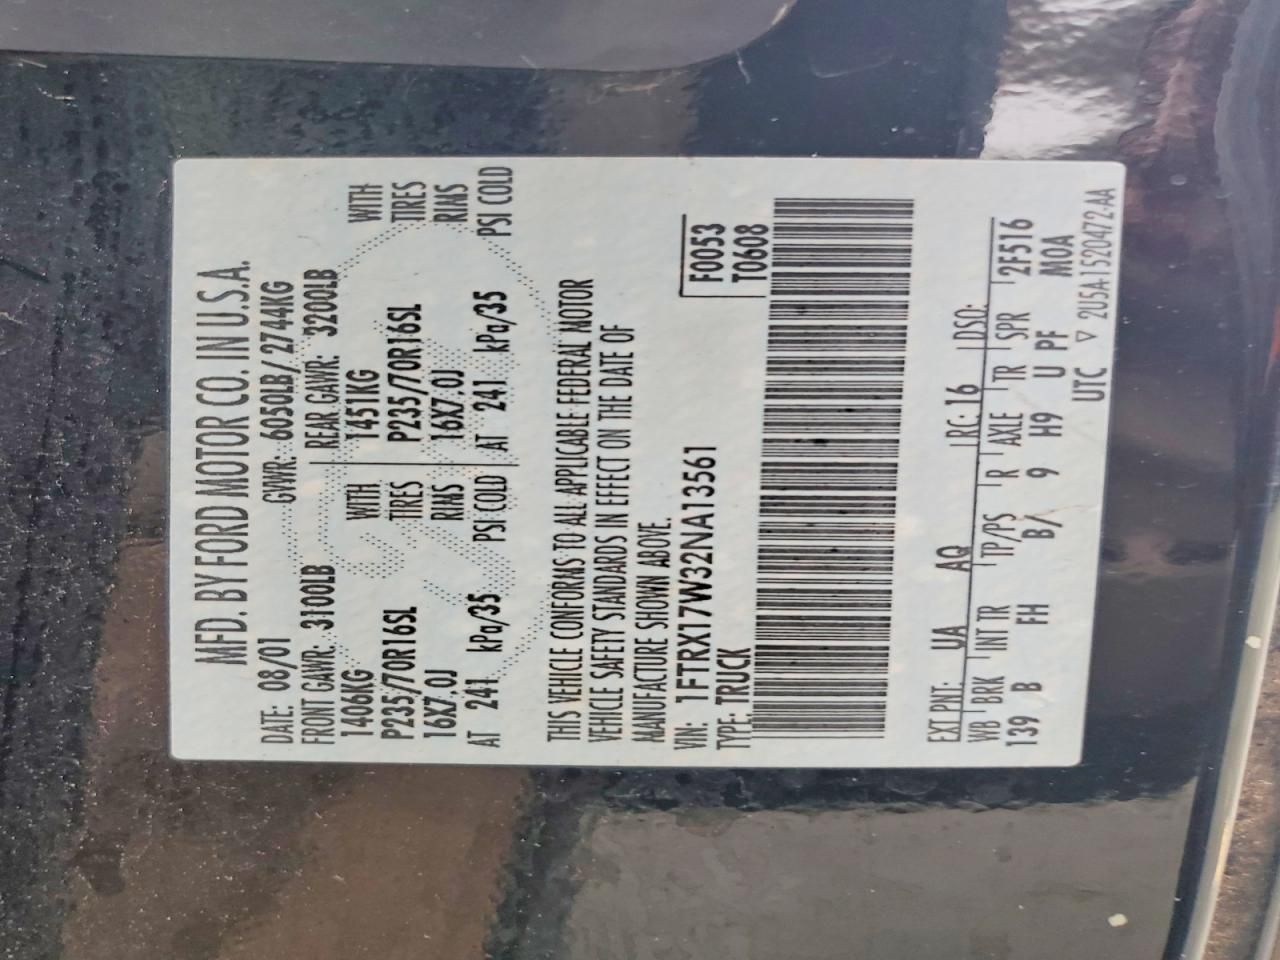 MFD. BY FORD MOTOR CO. IN U.S.A.
DATE: 08/01 GVWR: 6050LB/ 2744KG
FRONT GAWR: 3100LB REAR GAWR: 3200LB
1406KG WITH 1451KG WITH
P235/70R16SL TIRES P235/70R16SL TIRES
16X7.0J RIMS 16X7.0J RIMS
AT 241 kPa/35 PSI COLD AT 241 kPa/35 PSI COLD
THIS VEHICLE CONFORMS TO ALL APPLICABLE FEDERAL MOTOR
VEHICLE SAFETY STANDARDS IN EFFECT ON THE DATE OF
MANUFACTURE SHOWN ABOVE.
VIN: 1FTRX17W32NA13561 F0053
TYPE: TRUCK T0608
EXT PNT: UA AQ RC: 16 DSO:
WB BRK INT TR TP/PS R AXLE TR SPR 2F516
139 B FH B/ 9 H9 U PF M0A
UTC ▽ 2U5A-1520472-AA